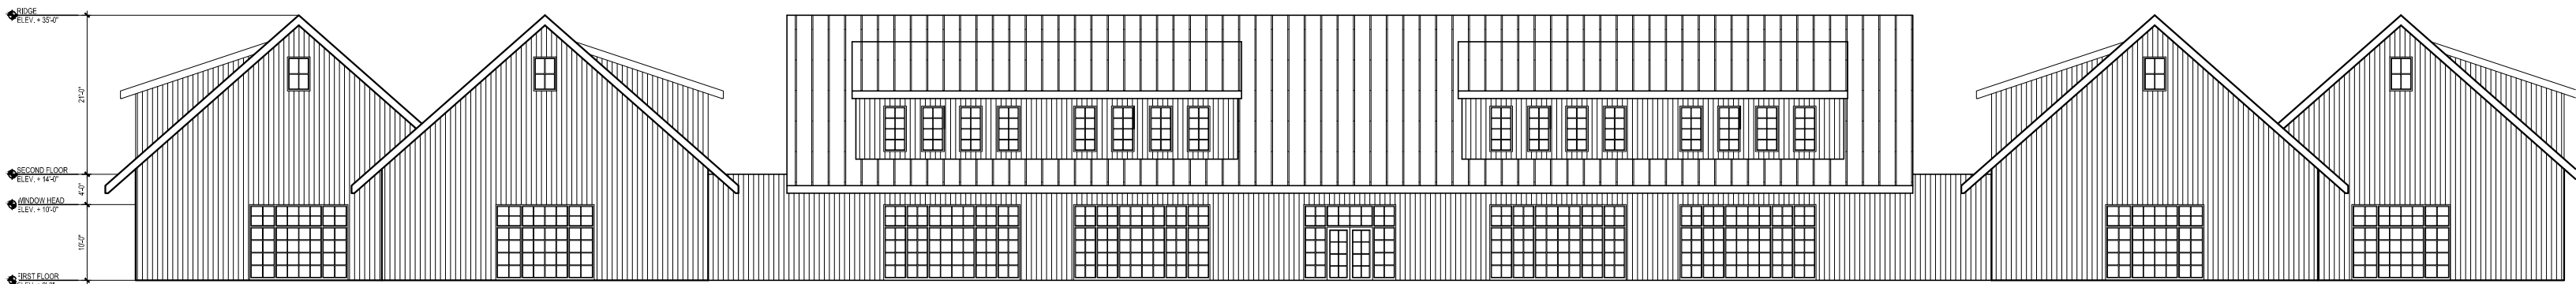 RIDGE
ELEV. + 35'-0"
21'-0"
SECOND FLOOR
ELEV. + 14'-0"
4'-0"
WINDOW HEAD
ELEV. + 10'-0"
10'-0"
FIRST FLOOR